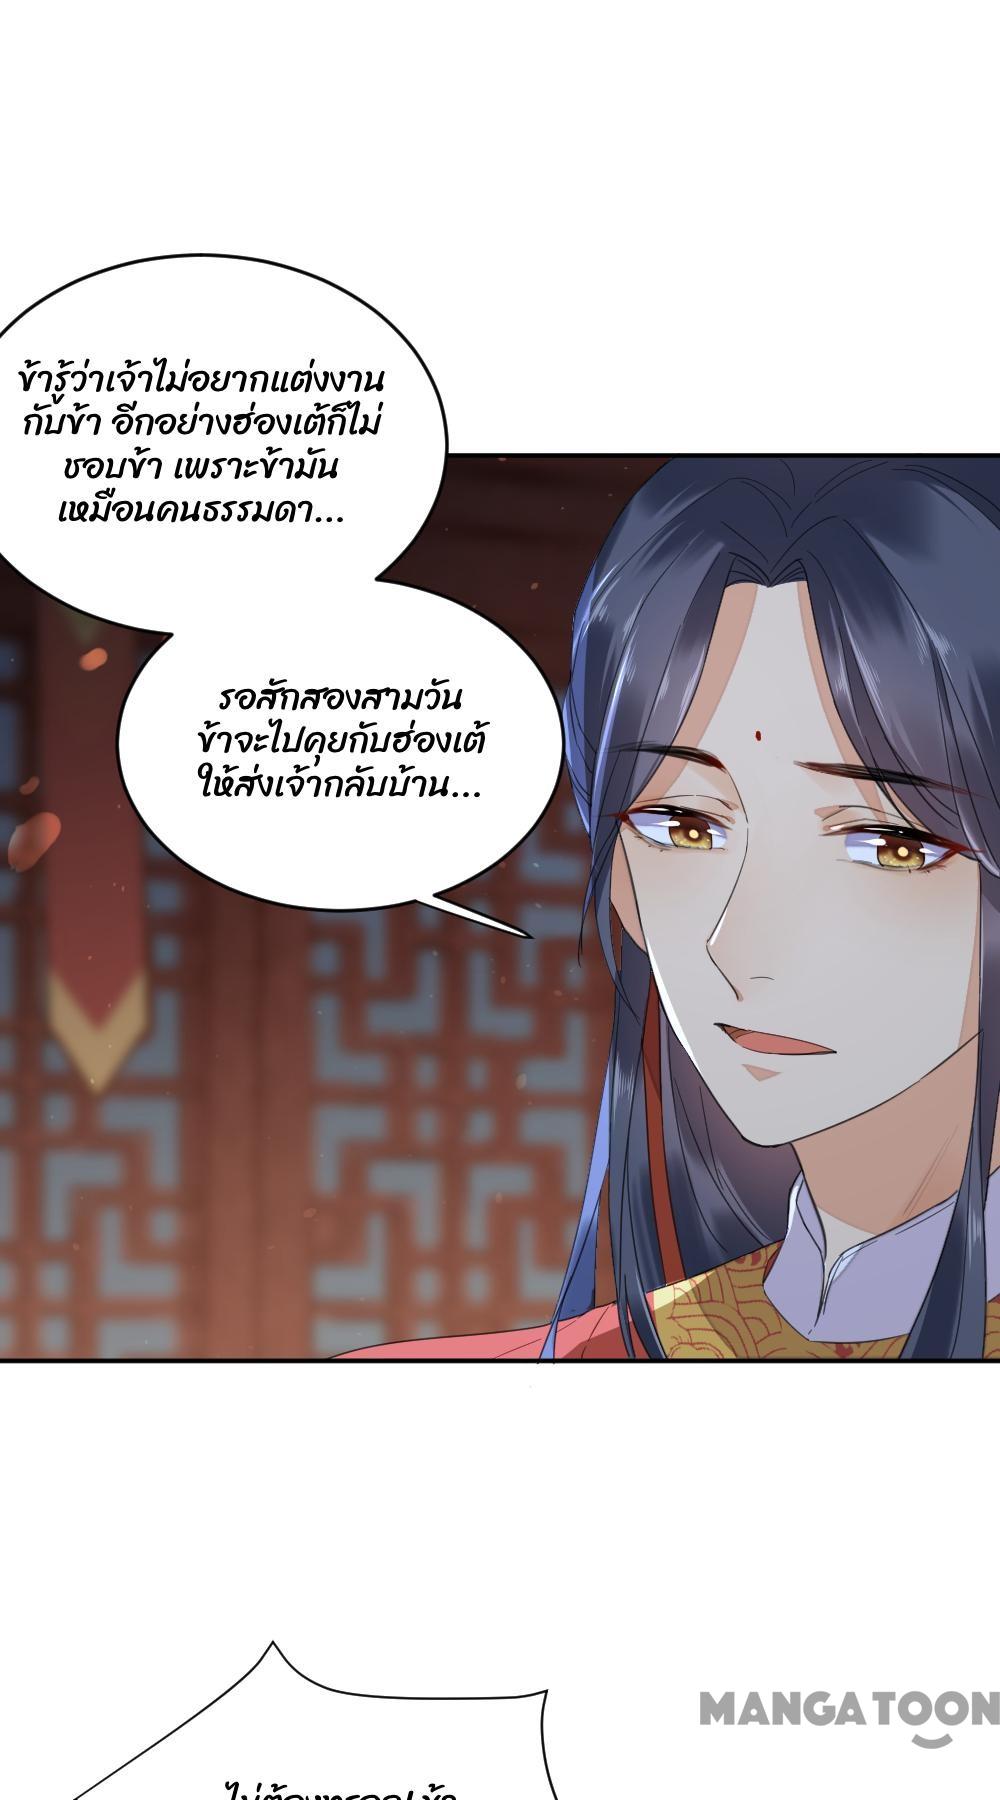 ข้ารู้ว่าเจ้าไม่อยากแต่งงาน
กับข้า อีกอย่างฮ่องเต้ก็ไม่
ชอบข้า เพราะข้ามัน
เหมือนคนธรรมดา...
รอสักสองสามวัน
ข้าจะไปคุยกับฮ่องเต้
ให้ส่งเจ้ากลับบ้าน...
MANGATOON